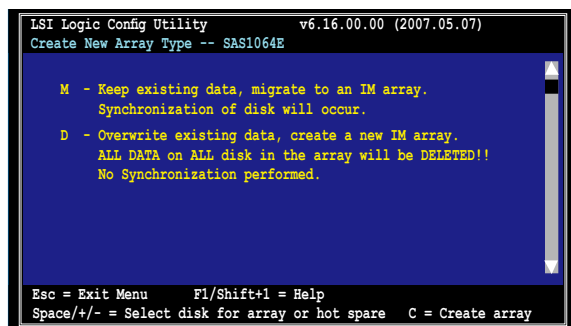 LSI Logic Config Utility v6.16.00.00 (2007.05.07)
Create New Array Type -- SAS1064E
M - Keep existing data, migrate to an IM array.
Synchronization of disk will occur.
D - Overwrite existing data, create a new IM array.
ALL DATA on ALL disk in the array will be DELETED!!
No Synchronization performed.
Esc = Exit Menu F1/Shift+1 = Help
Space/+/- = Select disk for array or hot spare C = Create array